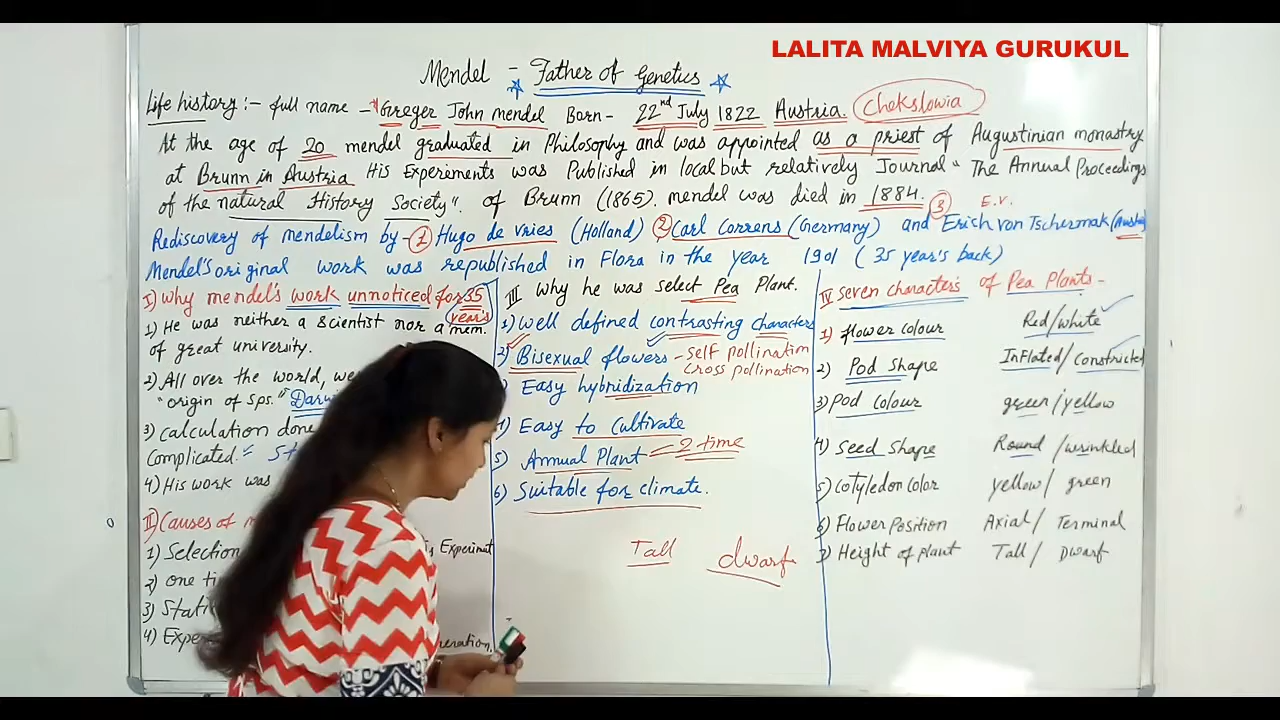 LALITA MALVIYA GURUKUL
Mendel - Father of Genetics
Life history :- full name - Greger John mendel Born - 22nd July 1822 Austria. Chekslowia
At the age of 20 mendel graduated in Philosophy and was appointed as a priest of Augustinian monastry
at Brunn in Austria His Experiments was Published in local but relatively Journal "The Annual Proceedings
of the natural History Society". of Brunn (1865). mendel was died in 1884.
3 E.V.
Rediscovery of mendelism by - 1 Hugo de vries (Holland) 2 Carl Correns (Germany) and Erich von Tschermak (Austria
Mendel's original work was republished in Flora in the year 1901 (35 year's back)
I) why mendel's work unnoticed for 35
years
1) He was neither a scientist nor a mem.
of great university.
2) All over the world, we
"origin of sps." Darw
3) calculation done
complicated.
4) His work was
II) Causes of
1) Selection Experiment
2) one ti
3) Stati
4) Expe neration.
III why he was select Pea Plant.
1) Well defined contrasting characters
2) Bisexual flowers - Self pollination
Cross pollination
Easy hybridization
Easy to cultivate
5) Annual Plant 2 time
6) Suitable for climate.
Tall dwarf
IV seven character's of Pea Plants -
1) flower colour Red/white
2) Pod shape Inflated/constricted
3) Pod colour green/yellow
4) Seed shape Round/wrinkled
5) cotyledon color yellow/green
6) Flower Position Axial/Terminal
7) Height of plant Tall/Dwarf